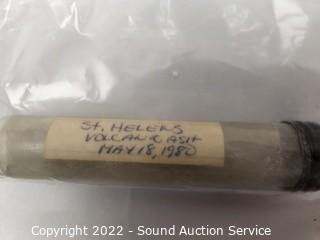 St. HELENS
VOLCANIC ASH
MAY 18, 1980
Copyright 2022 - Sound Auction Service